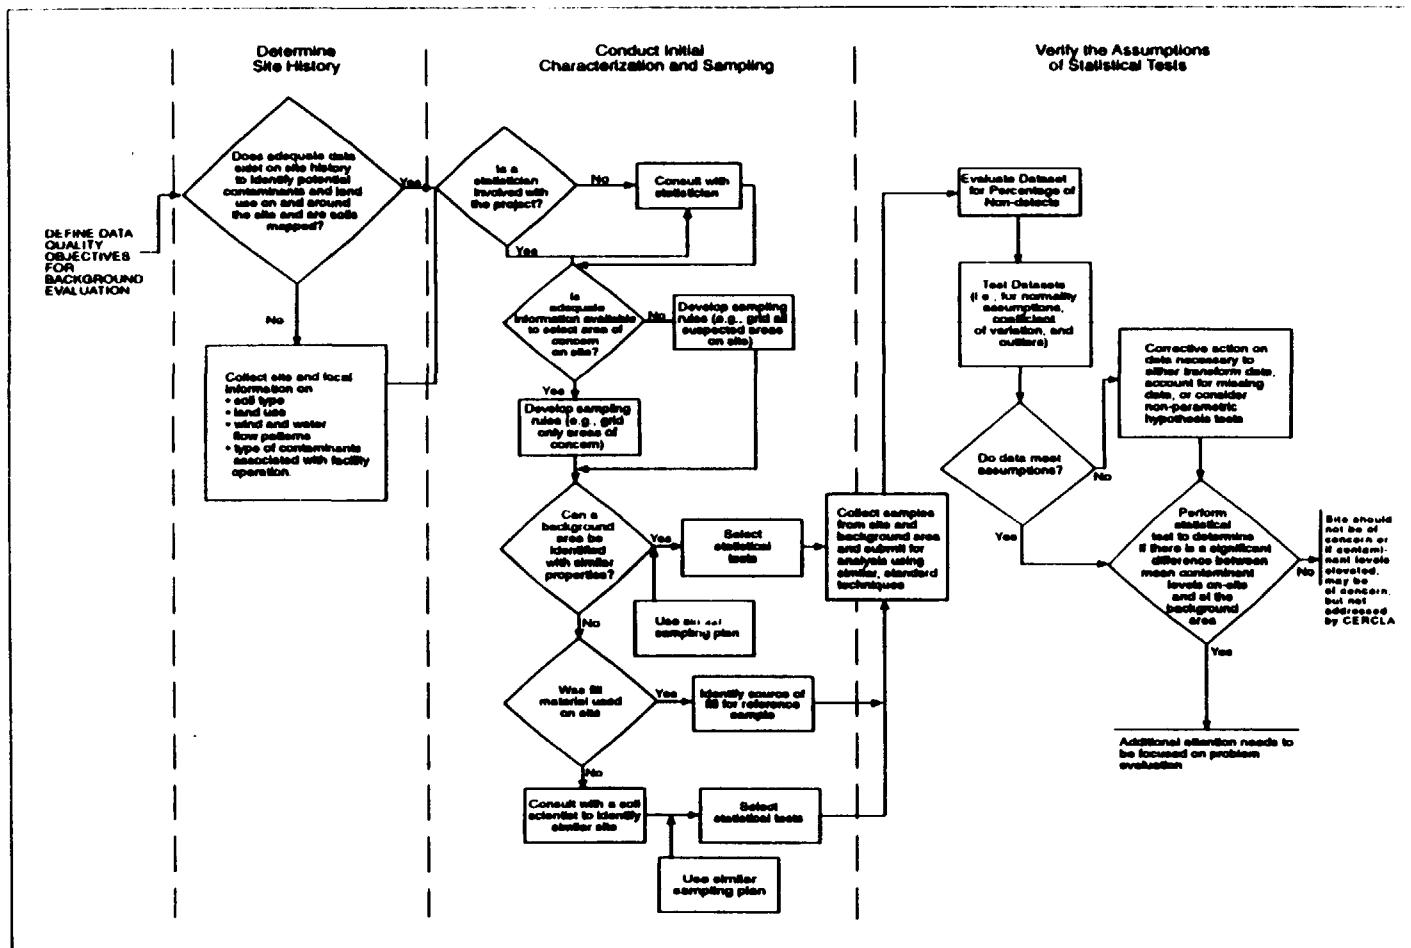 Determine
Site History
Conduct Initial
Characterization and Sampling
Verify the Assumptions
of Statistical Tests
DEFINE DATA
QUALITY
OBJECTIVES
FOR
BACKGROUND
EVALUATION
Does adequate data
exist on site history
to identify potential
contaminants and land
use on and around
the site and are soils
mapped?
Yes
No
Collect site and local
information on
• soil type
• land use
• wind and water
flow patterns
• type of contaminants
associated with facility
operation.
Is a
statistician
involved with
the project?
No
Consult with
statistician
Yes
Is
adequate
information available
to select area of
concern
on site?
No
Develop sampling
rules (e.g., grid all
suspected areas
on site)
Yes
Develop sampling
rules (e.g., grid
only areas of
concern)
Can a
background
area be
identified
with similar
properties?
Yes
Select
statistical
tests
Use
sampling plan
No
Was fill
material used
on site
Yes
Identify source of
fill for reference
sample
No
Consult with a soil
scientist to identify
similar site
Select
statistical tests
Use similar
sampling plan
Collect samples
from site and
background area
and submit for
analysis using
similar, standard
techniques
Evaluate Dataset
for Percentage of
Non-detects
Test Datasets
(i.e., for normality
assumptions,
coefficient
of variation, and
outliers)
Do data meet
assumptions?
No
Yes
Corrective action on
data necessary to
either transform data,
account for missing
data, or consider
non-parametric
hypothesis tests
Perform
statistical
test to determine
if there is a significant
difference between
mean contaminant
levels on-site
and at the
background
area
No
Site should
not be of
concern or
if contami-
nant levels
elevated,
may be
of concern,
but not
addressed
by CERCLA
Yes
Additional attention needs to
be focused on problem
evaluation